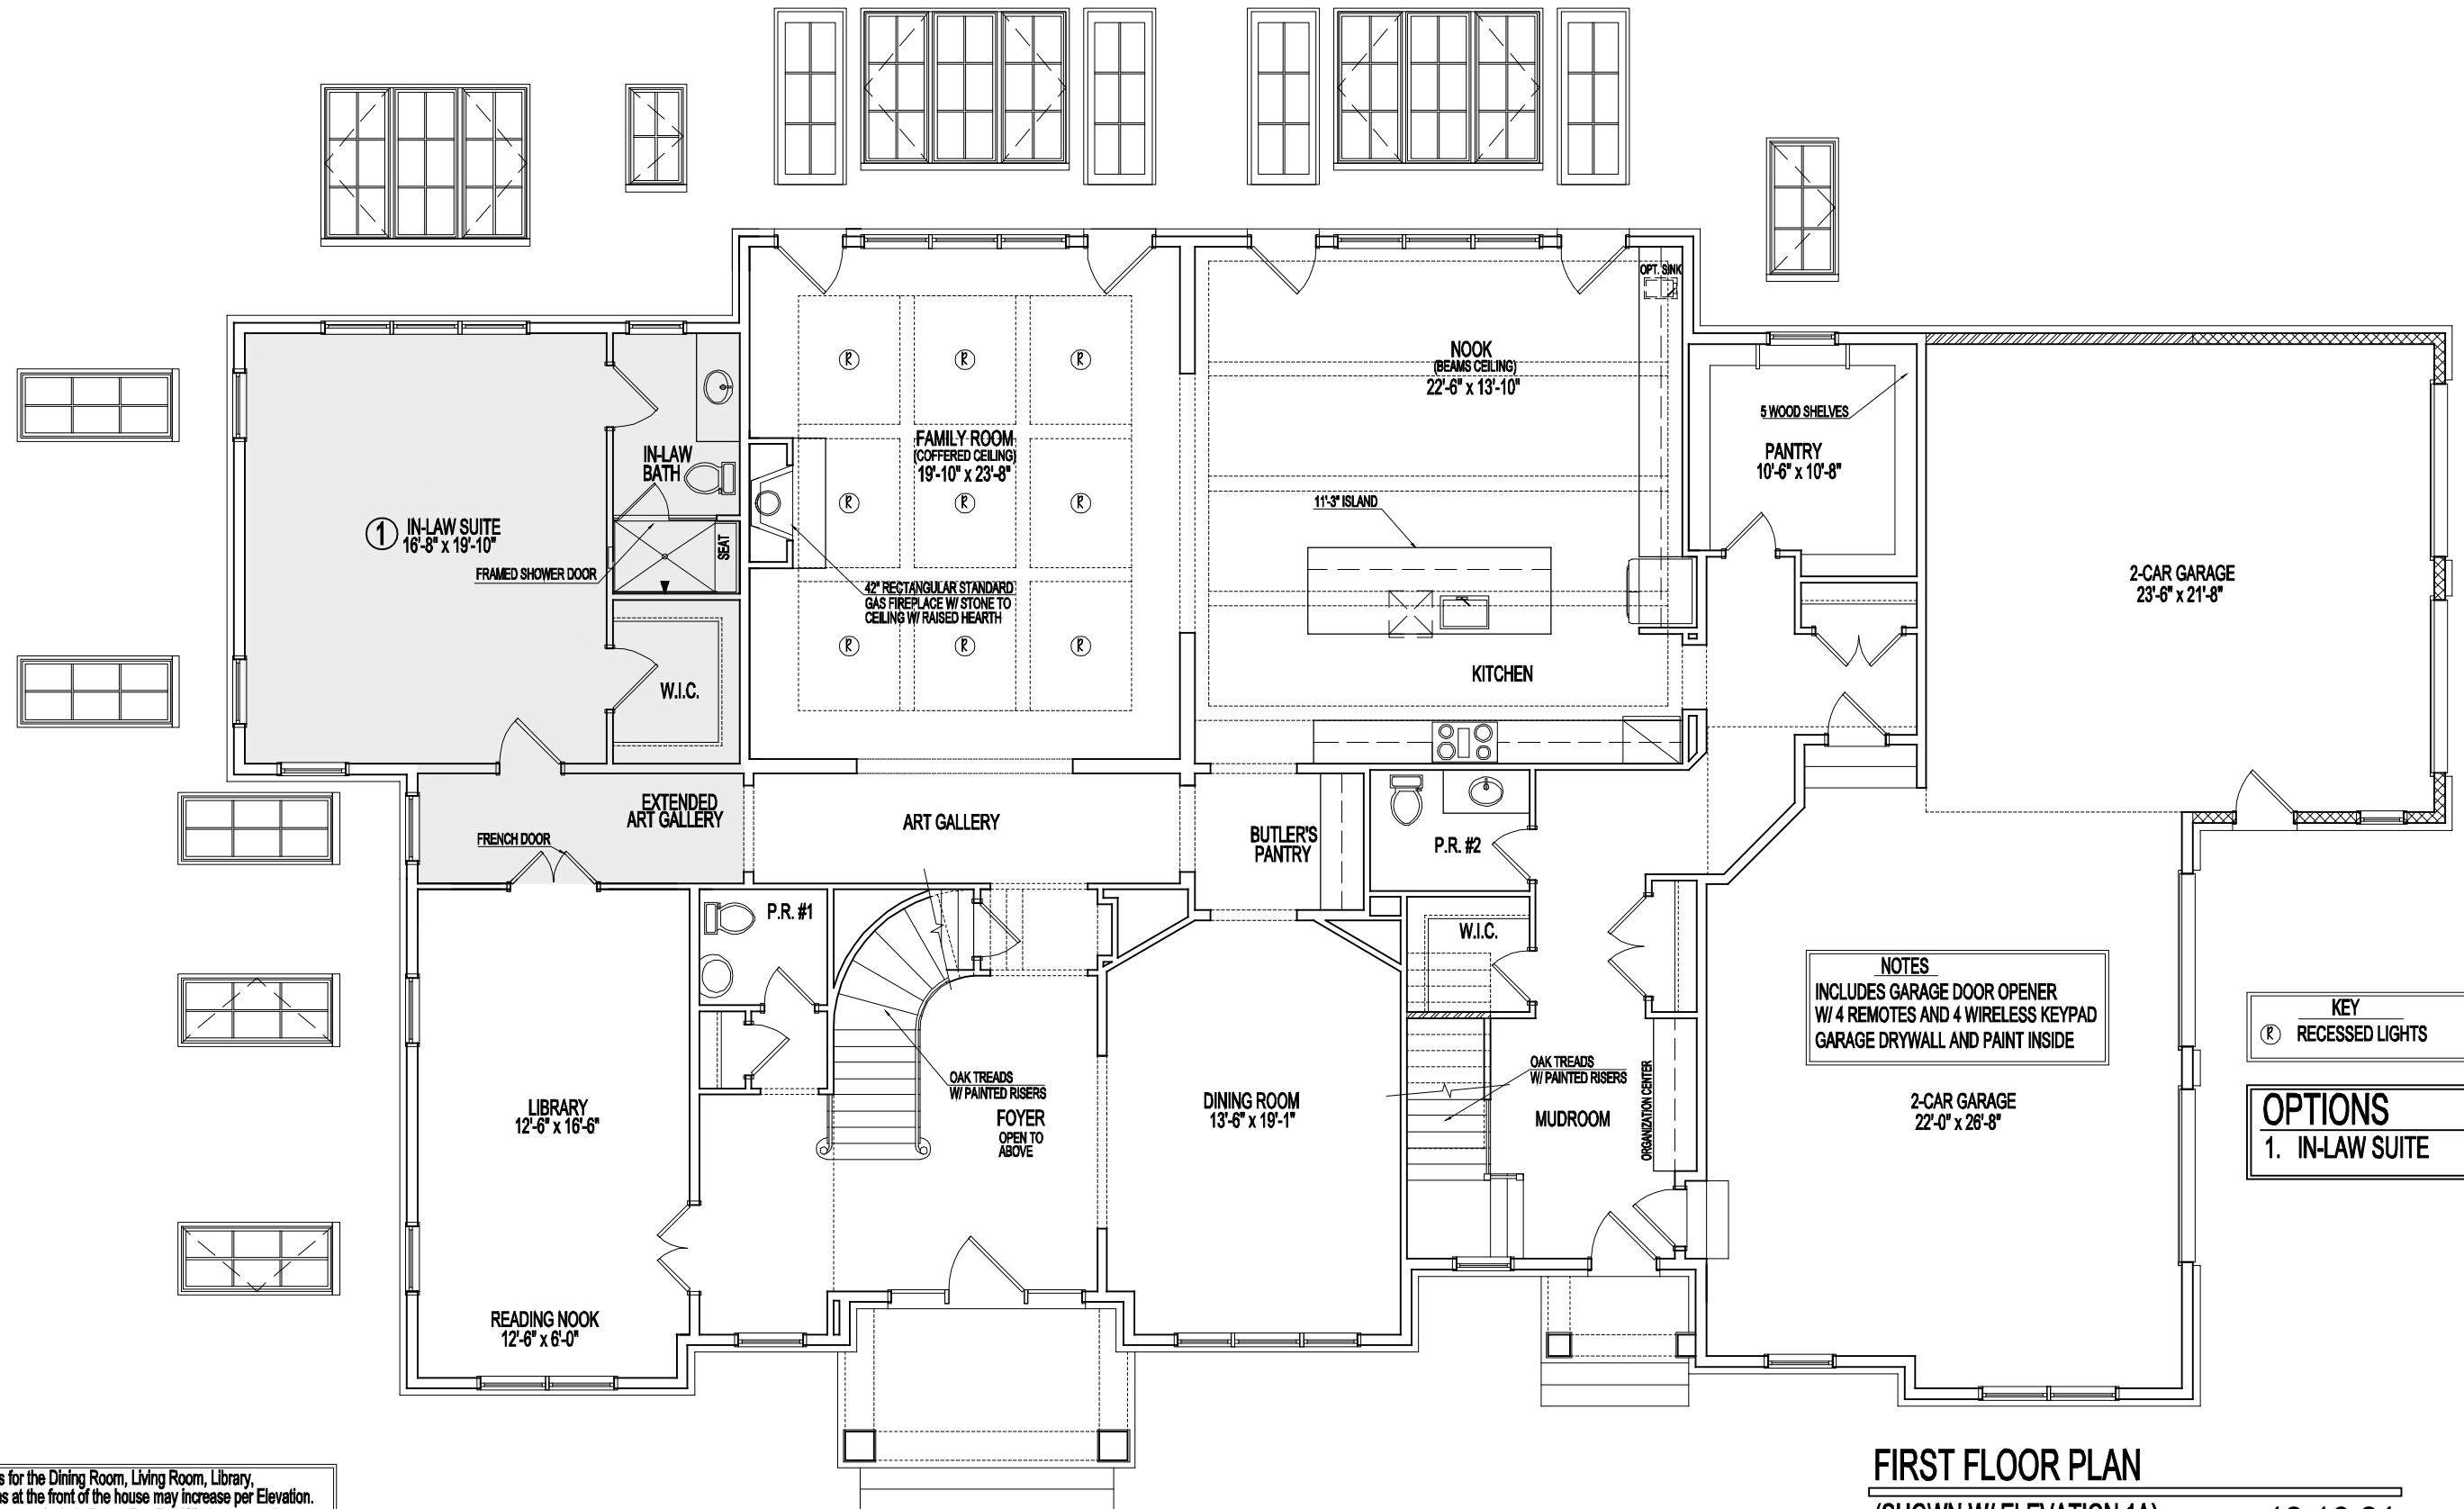 OPT. SINK
NOOK
(BEAMS CEILING)
22'-6" x 13'-10"
5 WOOD SHELVES
PANTRY
10'-6" x 10'-8"
FAMILY ROOM
(COFFERED CEILING)
19'-10" x 23'-8"
R R R
R R R
R R R
IN-LAW
BATH
1 IN-LAW SUITE
16'-8" x 19'-10"
FRAMED SHOWER DOOR
SEAT
11'-3" ISLAND
42" RECTANGULAR STANDARD
GAS FIREPLACE W/ STONE TO
CEILING W/ RAISED HEARTH
2-CAR GARAGE
23'-6" x 21'-8"
W.I.C.
KITCHEN
EXTENDED
ART GALLERY
FRENCH DOOR
ART GALLERY
BUTLER'S
PANTRY
P.R. #2
P.R. #1
W.I.C.
NOTES
INCLUDES GARAGE DOOR OPENER
W/ 4 REMOTES AND 4 WIRELESS KEYPAD
GARAGE DRYWALL AND PAINT INSIDE
KEY
R RECESSED LIGHTS
OAK TREADS
W/ PAINTED RISERS
FOYER
OPEN TO
ABOVE
LIBRARY
12'-6" x 16'-6"
DINING ROOM
13'-6" x 19'-1"
OAK TREADS
W/ PAINTED RISERS
MUDROOM
ORGANIZATION CENTER
2-CAR GARAGE
22'-0" x 26'-8"
OPTIONS
1. IN-LAW SUITE
READING NOOK
12'-6" x 6'-0"
for the Dining Room, Living Room, Library,
at the front of the house may increase per Elevation.
FIRST FLOOR PLAN
(SHOWN W/ ELEVATION 1A)